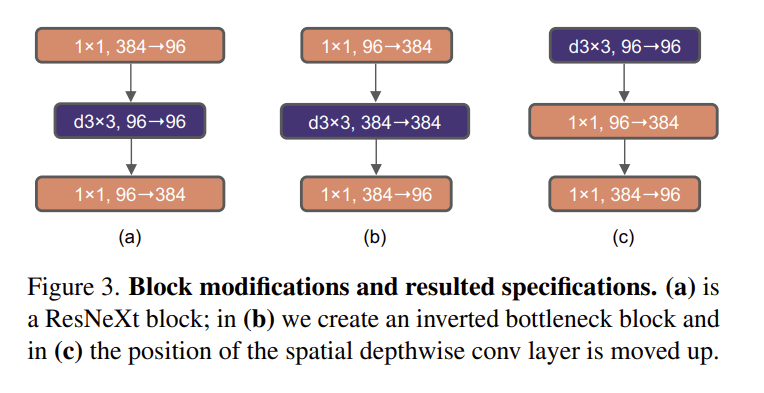 1×1, 384→96
d3×3, 96→96
1×1, 96→384
(a)
1×1, 96→384
d3×3, 384→384
1×1, 384→96
(b)
d3×3, 96→96
1×1, 96→384
1×1, 384→96
(c)
Figure 3. Block modifications and resulted specifications. (a) is
a ResNeXt block; in (b) we create an inverted bottleneck block and
in (c) the position of the spatial depthwise conv layer is moved up.